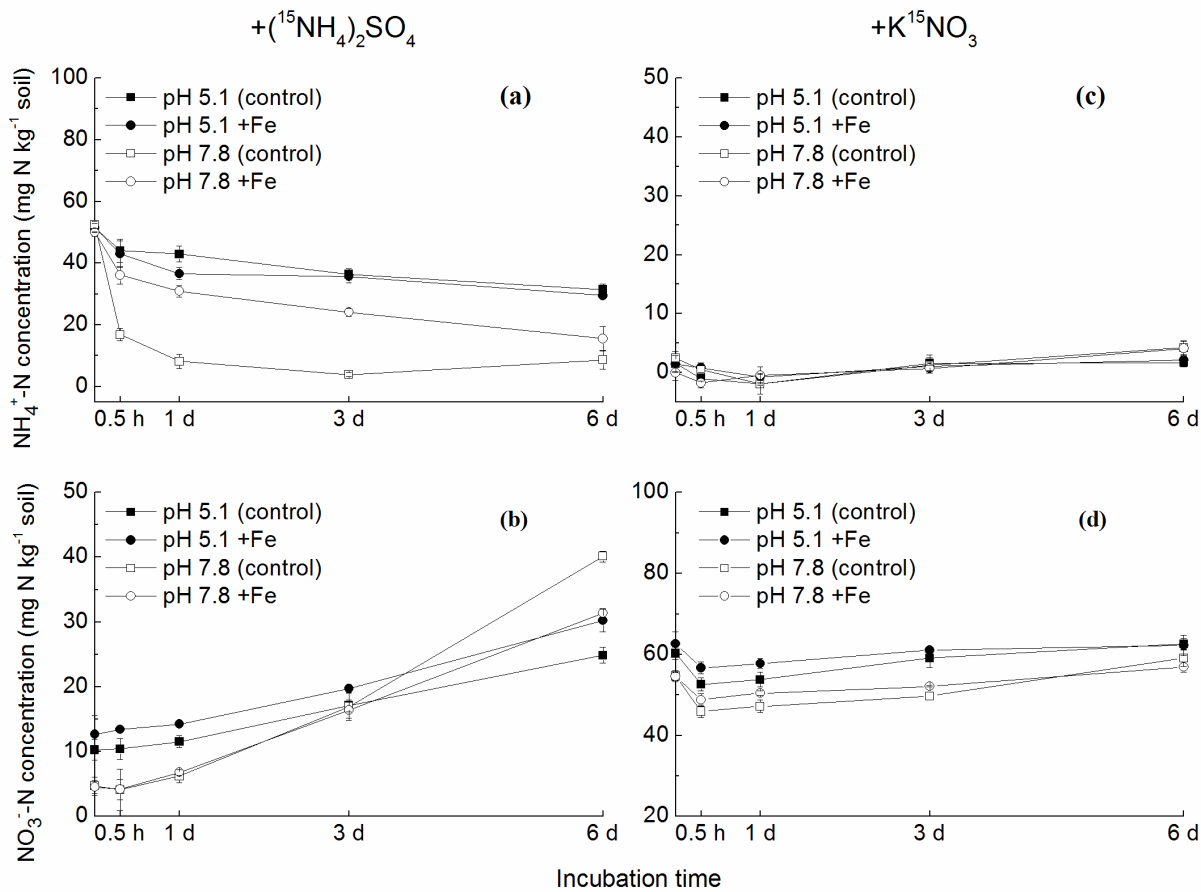 +(¹⁵NH₄)₂SO₄
+K¹⁵NO₃
NH₄⁺-N concentration (mg N kg⁻¹ soil)
100
80
60
40
20
0
pH 5.1 (control)
pH 5.1 +Fe
pH 7.8 (control)
pH 7.8 +Fe
(a)
0.5 h
1 d
3 d
6 d
50
40
30
20
10
0
pH 5.1 (control)
pH 5.1 +Fe
pH 7.8 (control)
pH 7.8 +Fe
(c)
0.5 h
1 d
3 d
6 d
NO₃⁻-N concentration (mg N kg⁻¹ soil)
50
40
30
20
10
0
pH 5.1 (control)
pH 5.1 +Fe
pH 7.8 (control)
pH 7.8 +Fe
(b)
0.5 h
1 d
3 d
6 d
100
80
60
40
20
pH 5.1 (control)
pH 5.1 +Fe
pH 7.8 (control)
pH 7.8 +Fe
(d)
0.5 h
1 d
3 d
6 d
Incubation time